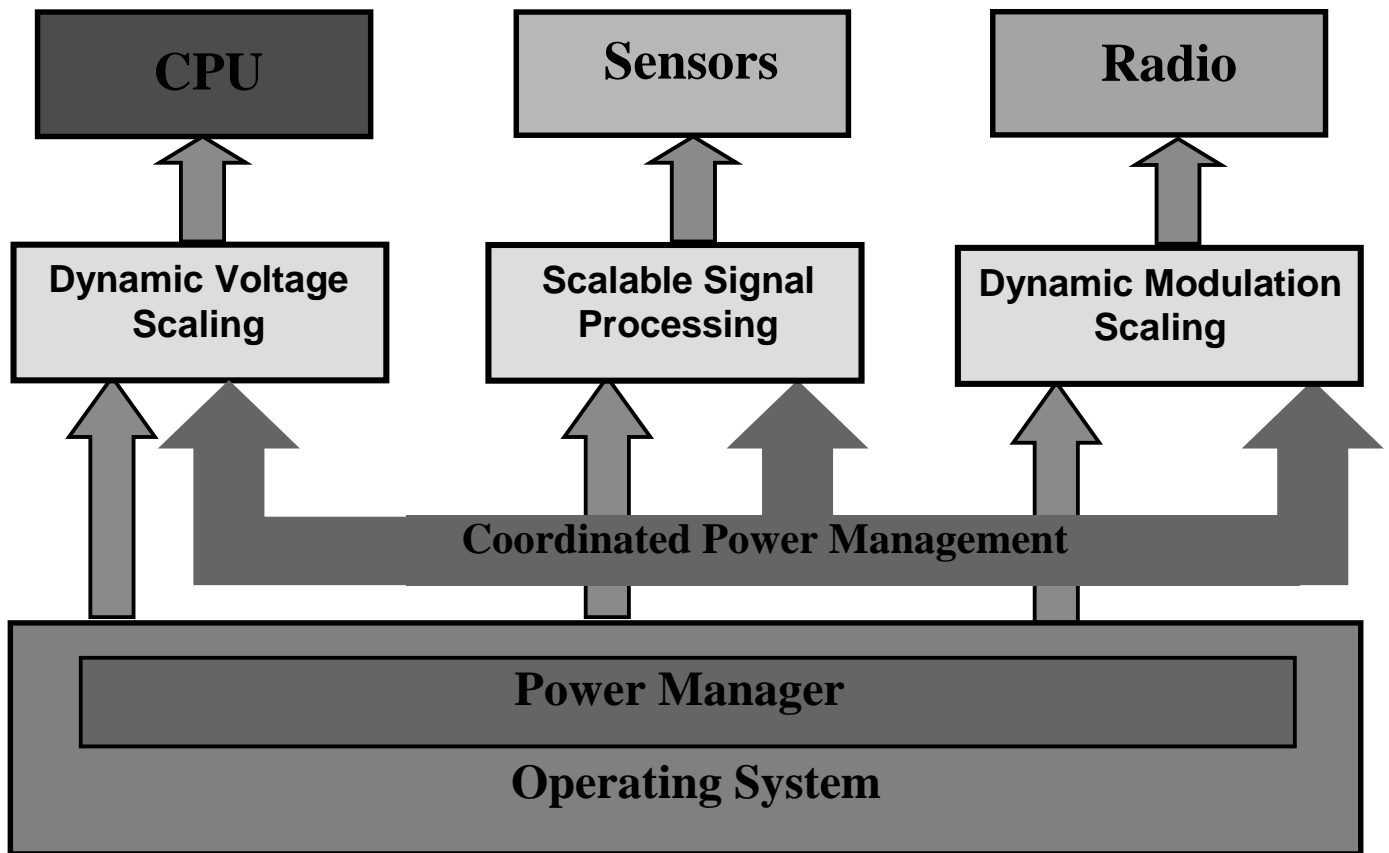 CPU
Sensors
Radio
Dynamic Voltage
Scaling
Scalable Signal
Processing
Dynamic Modulation
Scaling
Coordinated Power Management
Power Manager
Operating System